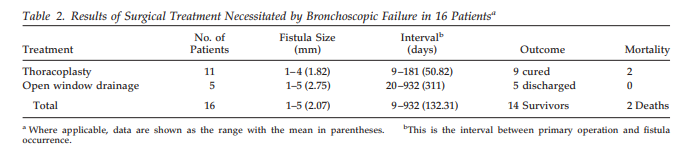 Table 2. Results of Surgical Treatment Necessitated by Bronchoscopic Failure in 16 Patientsᵃ
No. of Fistula Size Intervalᵇ
Treatment Patients (mm) (days) Outcome Mortality
Thoracoplasty 11 1–4 (1.82) 9–181 (50.82) 9 cured 2
Open window drainage 5 1–5 (2.75) 20–932 (311) 5 discharged 0
Total 16 1–5 (2.07) 9–932 (132.31) 14 Survivors 2 Deaths
ᵃ Where applicable, data are shown as the range with the mean in parentheses. ᵇThis is the interval between primary operation and fistula
occurrence.